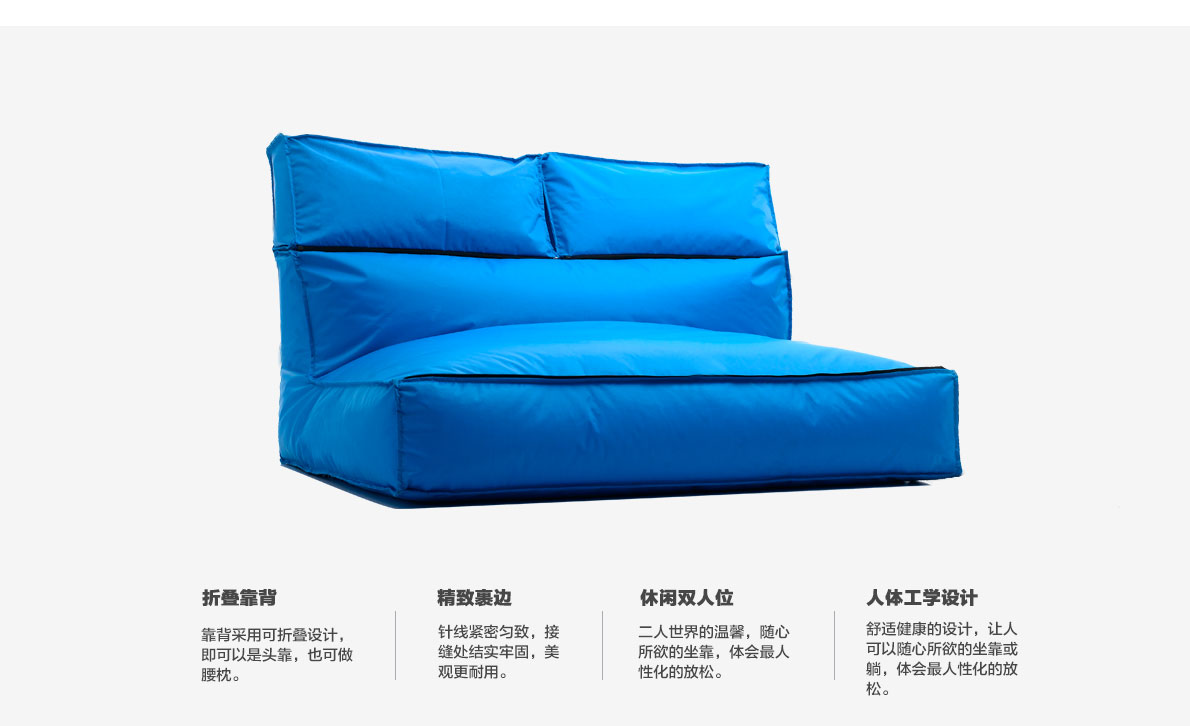 折叠靠背
靠背采用可折叠设计，
即可以是头靠，也可做
腰枕。
精致裹边
针线紧密匀致，接
缝处结实牢固，美
观更耐用。
休闲双人位
二人世界的温馨，随心
所欲的坐靠，体会最人
性化的放松。
人体工学设计
舒适健康的设计，让人
可以随心所欲的坐靠或
躺，体会最人性化的放
松。